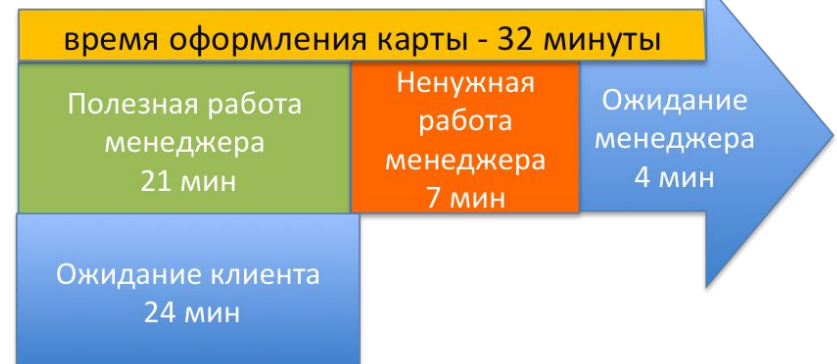 время оформления карты - 32 минуты
Полезная работа
менеджера
21 мин
Ненужная
работа
менеджера
7 мин
Ожидание
менеджера
4 мин
Ожидание клиента
24 мин